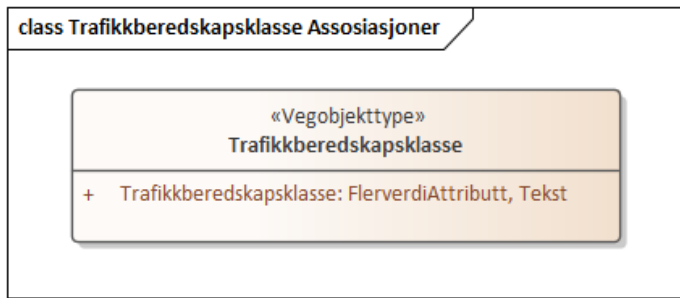 class Trafikkberedskapsklasse Assosiasjoner
«Vegobjekttype»
Trafikkberedskapsklasse
+ Trafikkberedskapsklasse: FlerverdiAttributt, Tekst